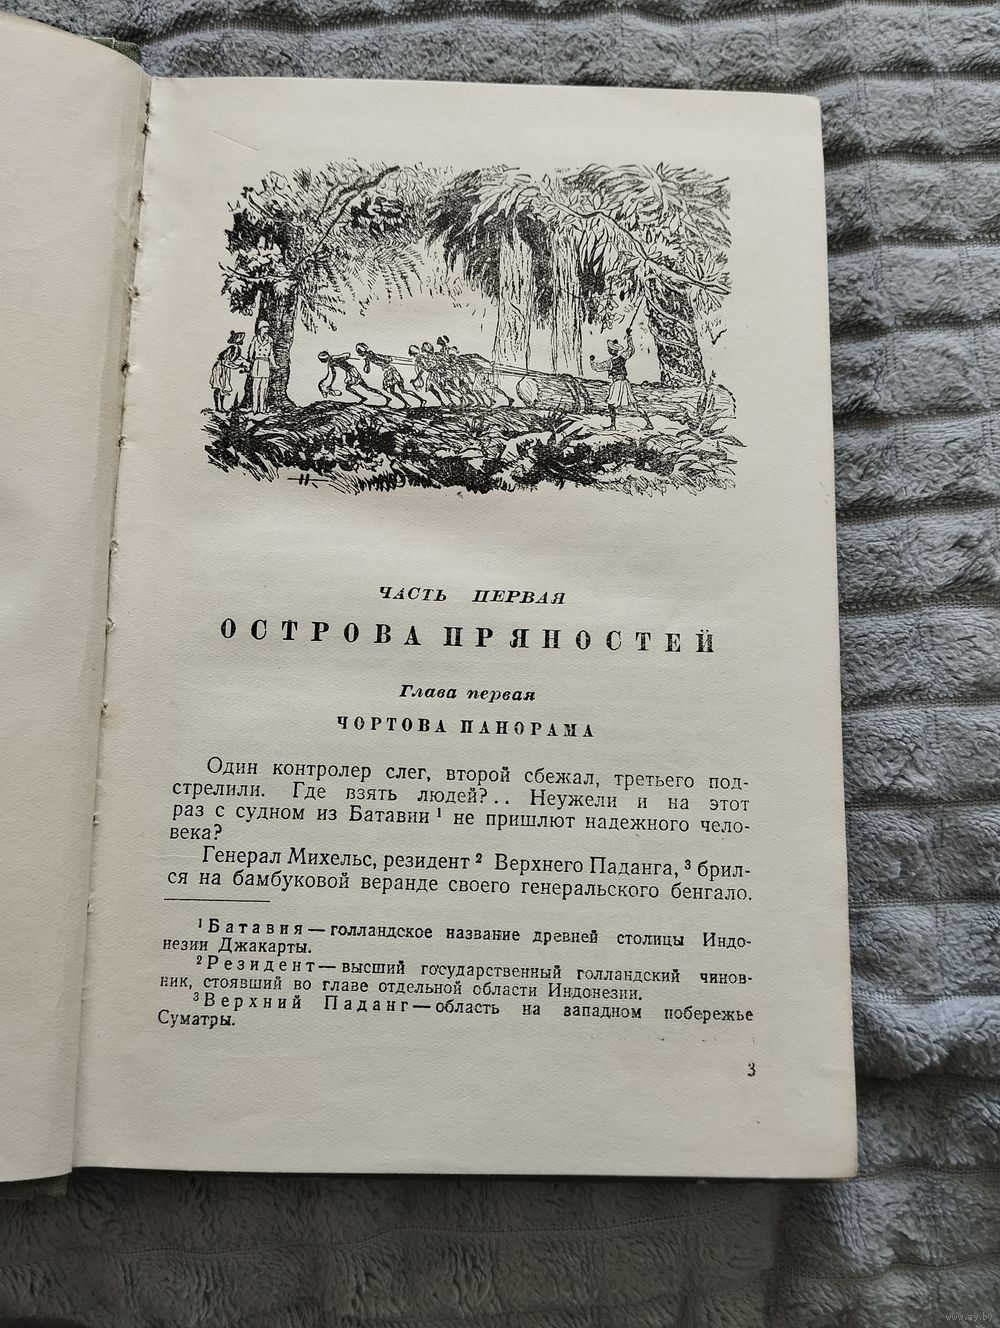 ЧАСТЬ ПЕРВАЯ
ОСТРОВА ПРЯНОСТЕЙ
Глава первая
ЧОРТОВА ПАНОРАМА
Один контролер слег, второй сбежал, третьего под-
стрелили. Где взять людей?.. Неужели и на этот
раз с судном из Батавии ¹ не пришлют надежного чело-
века?
Генерал Михельс, резидент ² Верхнего Паданга, ³ брил-
ся на бамбуковой веранде своего генеральского бенгало.
¹ Батавия — голландское название древней столицы Индо-
незии Джакарты.
² Резидент — высший государственный голландский чинов-
ник, стоявший во главе отдельной области Индонезии.
³ Верхний Паданг — область на западном побережье
Суматры.
3
www.ay.by